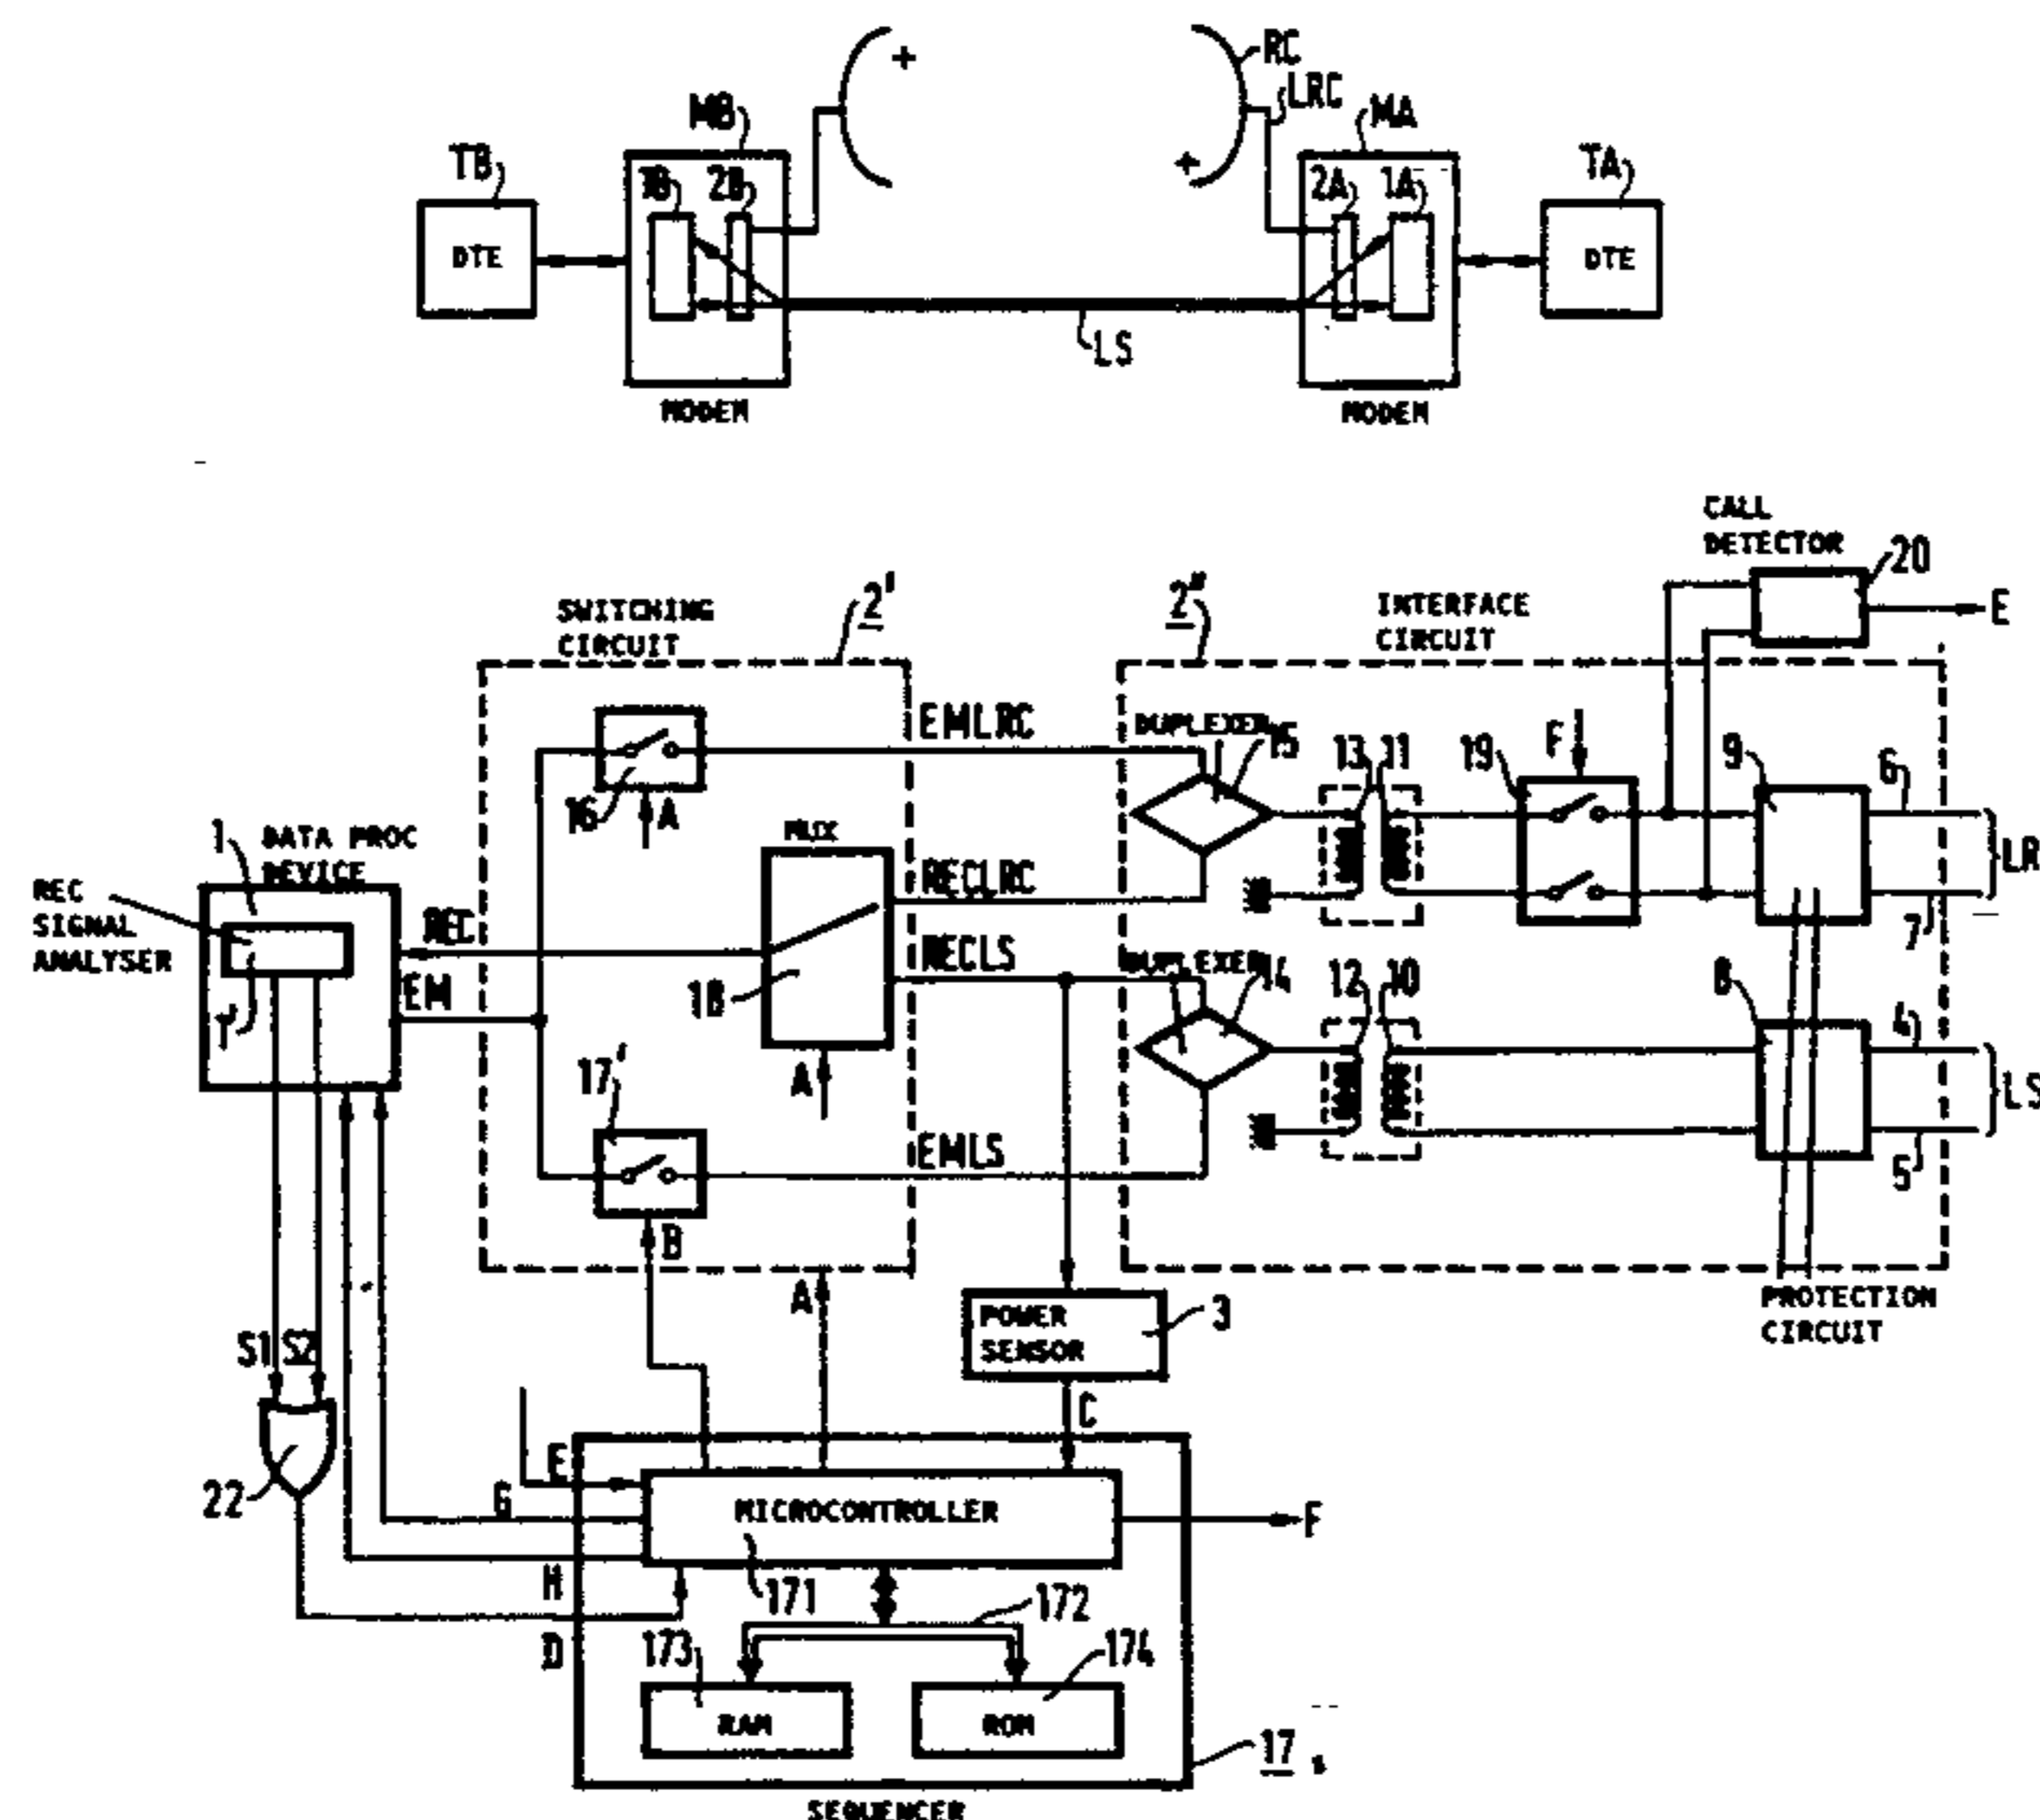 RC
LRC
MB
MA
TB
TA
1B
2B
2A
1A
DTE
DTE
LS
MODEM
MODEM
CALL
DETECTOR
20
E
SWITCHING
CIRCUIT
2'
2"
INTERFACE
CIRCUIT
EMLRC
DUPLEXER
15
13
11
19
F
9
6
16
A
MUX
1
DATA PROC
DEVICE
RECLRC
LR
7
REC
SIGNAL
ANALYSER
REC
RECLS
DUPLEXER
14
12
10
8
EM
18
4
1'
17'
A
LS
EMLS
5
B
A
POWER
SENSOR
3
PROTECTION
CIRCUIT
S1
S2
C
22
E
G
MICROCONTROLLER
F
H
171
172
D
173
174
RAM
ROM
17
SEQUENCER